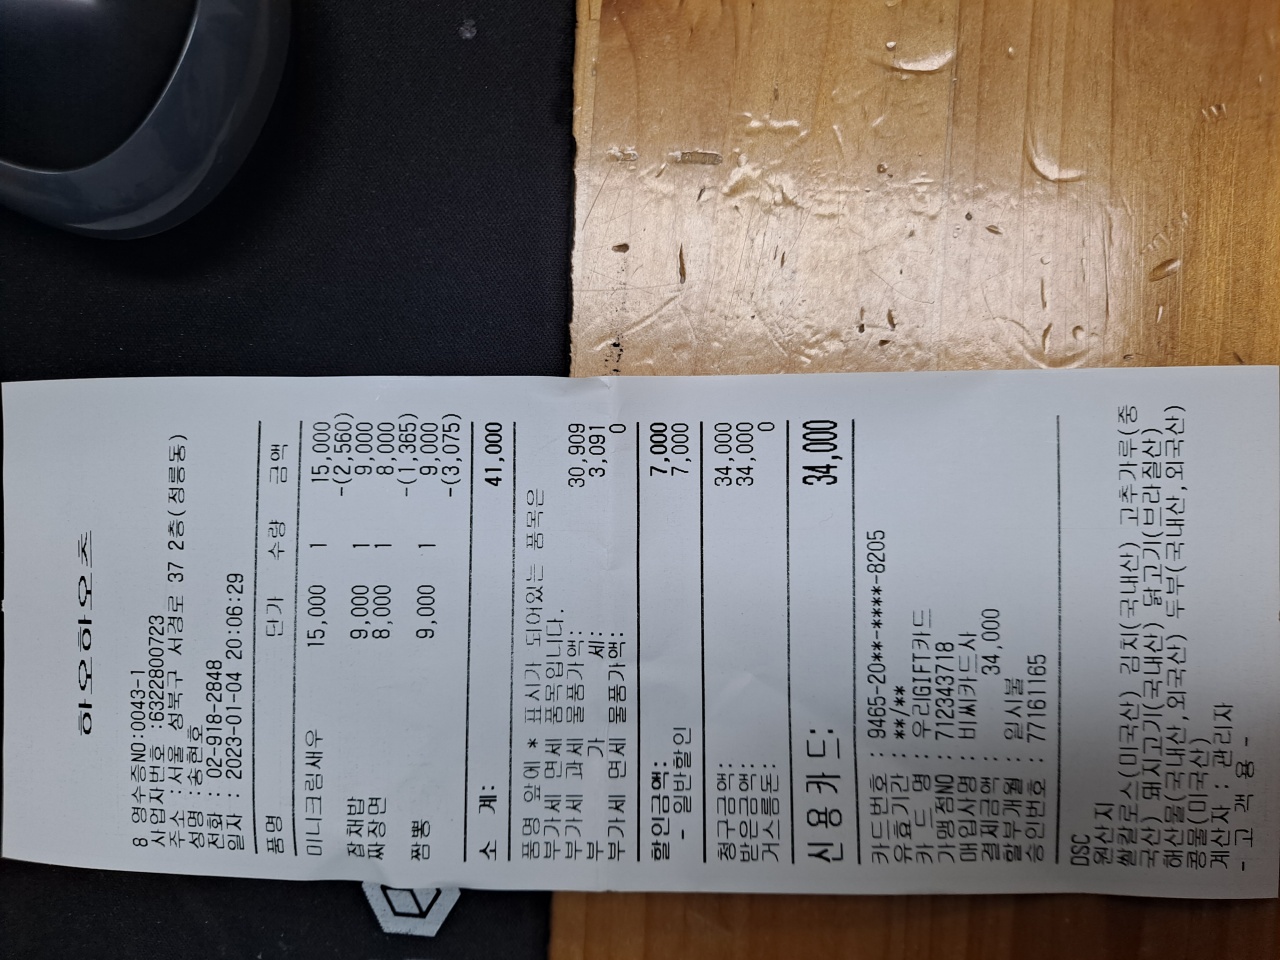 하오하오츠
8 영수증NO:0043-1
사업자번호 :6322800723
주소 :서울 성북구 서경로 37 2층(정릉동)
성명 :송현호
전화 : 02-918-2848
일자 : 2023-01-04 20:06:29
품명 단가 수량 금액
미니크림새우 15,000 1 15,000
-(2,560)
잡채밥 9,000 1 9,000
짜장면 8,000 1 8,000
-(1,365)
짬뽕 9,000 1 9,000
-(3,075)
소 계: 41,000
품명 앞에 * 표시가 되어있는 품목은
부가세 면세 품목입니다.
부가세 과세 물품가액: 30,909
부 가 세: 3,091
부가세 면세 물품가액: 0
할인금액: 7,000
- 일반할인 7,000
청구금액: 34,000
받은금액: 34,000
거스름돈: 0
신용카드: 34,000
카드번호 : 9465-20**-****-8205
유효기간 : **/**
카 드 명 : 우리GIFT카드
가맹점NO : 712343718
매입사명 : 비씨카드사
결제금액 : 34,000
할부개월 : 일시불
승인번호 : 77161165
DSC
원산지
쌀칼로스(미국산) 김치(국내산) 고추가루(중
국산) 돼지고기(국내산) 닭고기(브라질산)
해산물(국내산,외국산) 두부(국내산,외국산)
콩물(미국산)
계산자 : 관리자
- 고 객 용 -